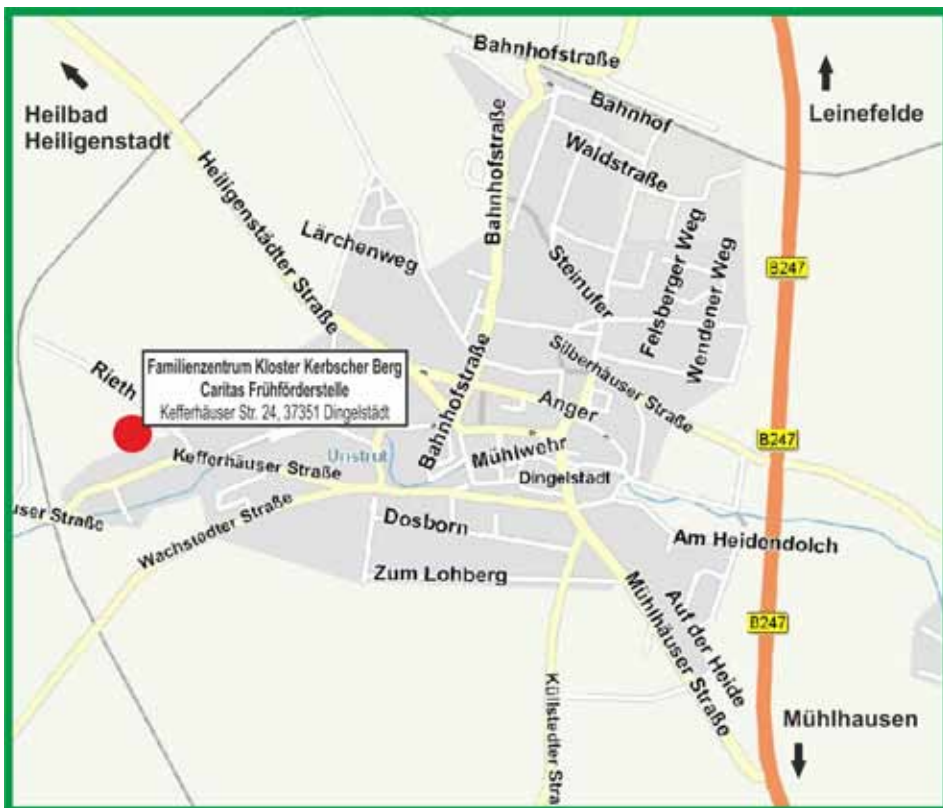 Bahnhofstraße
Heilbad
Heiligenstadt
Leinefelde
Bahnhof
Waldstraße
Heiligenstädter Straße
Bahnhofstraße
Lärchenweg
Steinufer
Felsberger Weg
Wendener Weg
B247
Silberhäuser Straße
Rieth
Familienzentrum Kloster Kerbscher Berg
Caritas Frühförderstelle
Kefferhäuser Str. 24, 37351 Dingelstädt
Bahnhofstraße
Anger
B247
Mühlwehr
Unstrut
Kefferhäuser Straße
Dingelstädt
user Straße
Wachstedter Straße
Dosborn
Am Heidendolch
Zum Lohberg
Mühlhäuser Straße
Auf der Heide
B247
Küllstedter Stra
Mühlhausen